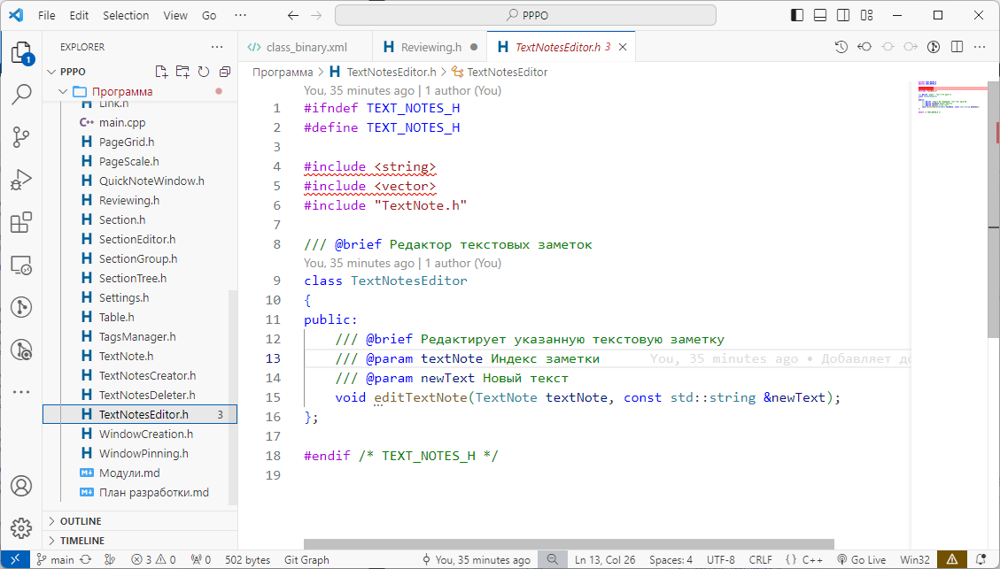 File Edit Selection View Go ··· PPPO
EXPLORER ···
PPPO
Программа
Link.h
main.cpp
PageGrid.h
PageScale.h
QuickNoteWindow.h
Reviewing.h
Section.h
SectionEditor.h
SectionGroup.h
SectionTree.h
Settings.h
Table.h
TagsManager.h
TextNote.h
TextNotesCreator.h
TextNotesDeleter.h
TextNotesEditor.h 3
WindowCreation.h
WindowPinning.h
Модули.md
План разработки.md
OUTLINE
TIMELINE
1
class_binary.xml
Reviewing.h
TextNotesEditor.h 3
Программа > TextNotesEditor.h > TextNotesEditor
You, 35 minutes ago | 1 author (You)
1 #ifndef TEXT_NOTES_H
2 #define TEXT_NOTES_H
3
4 #include <string>
5 #include <vector>
6 #include "TextNote.h"
7
8 /// @brief Редактор текстовых заметок
You, 35 minutes ago | 1 author (You)
9 class TextNotesEditor
10 {
11 public:
12 /// @brief Редактирует указанную текстовую заметку
13 /// @param textNote Индекс заметки You, 35 minutes ago • Добавляет до
14 /// @param newText Новый текст
15 void editTextNote(TextNote textNote, const std::string &newText);
16 };
17
18 #endif /* TEXT_NOTES_H */
19
main 3 0 0 502 bytes Git Graph You, 35 minutes ago Ln 13, Col 26 Spaces: 4 UTF-8 CRLF {} C++ Go Live Win32